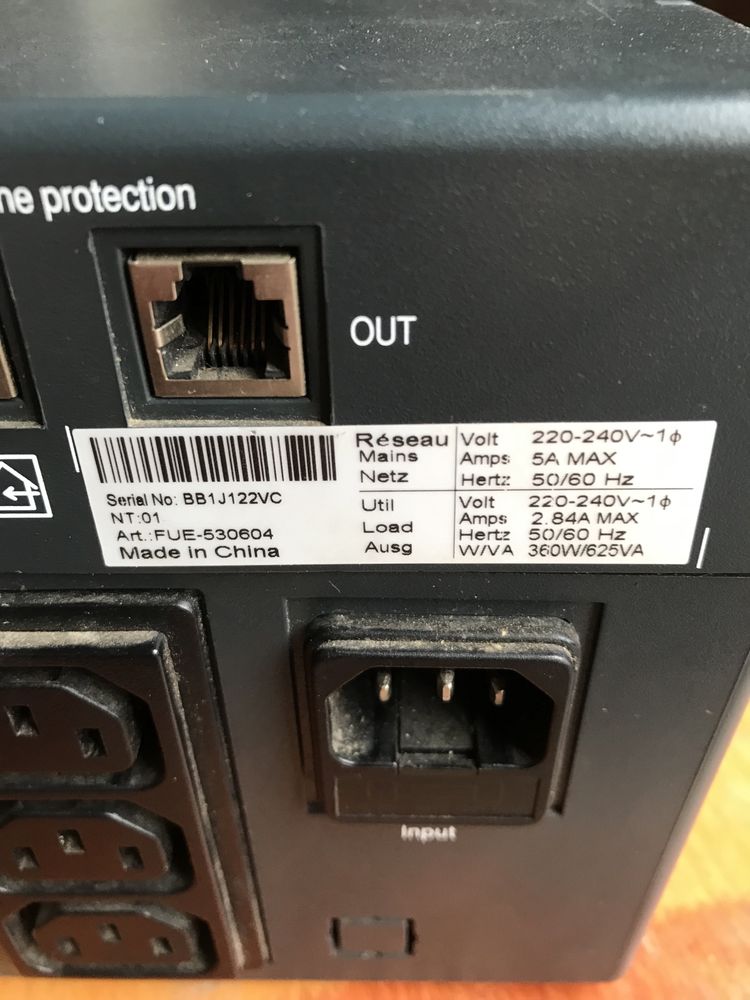 ne protection
OUT
Serial No: BB1J122VC
NT:01
Art.:FUE-530604
Made in China
Réseau Volt 220-240V~1ϕ
Mains Amps 5A MAX
Netz Hertz 50/60 Hz
Util Volt 220-240V~1ϕ
Load Amps 2.84A MAX
Hertz 50/60 Hz
Ausg W/VA 360W/625VA
Input